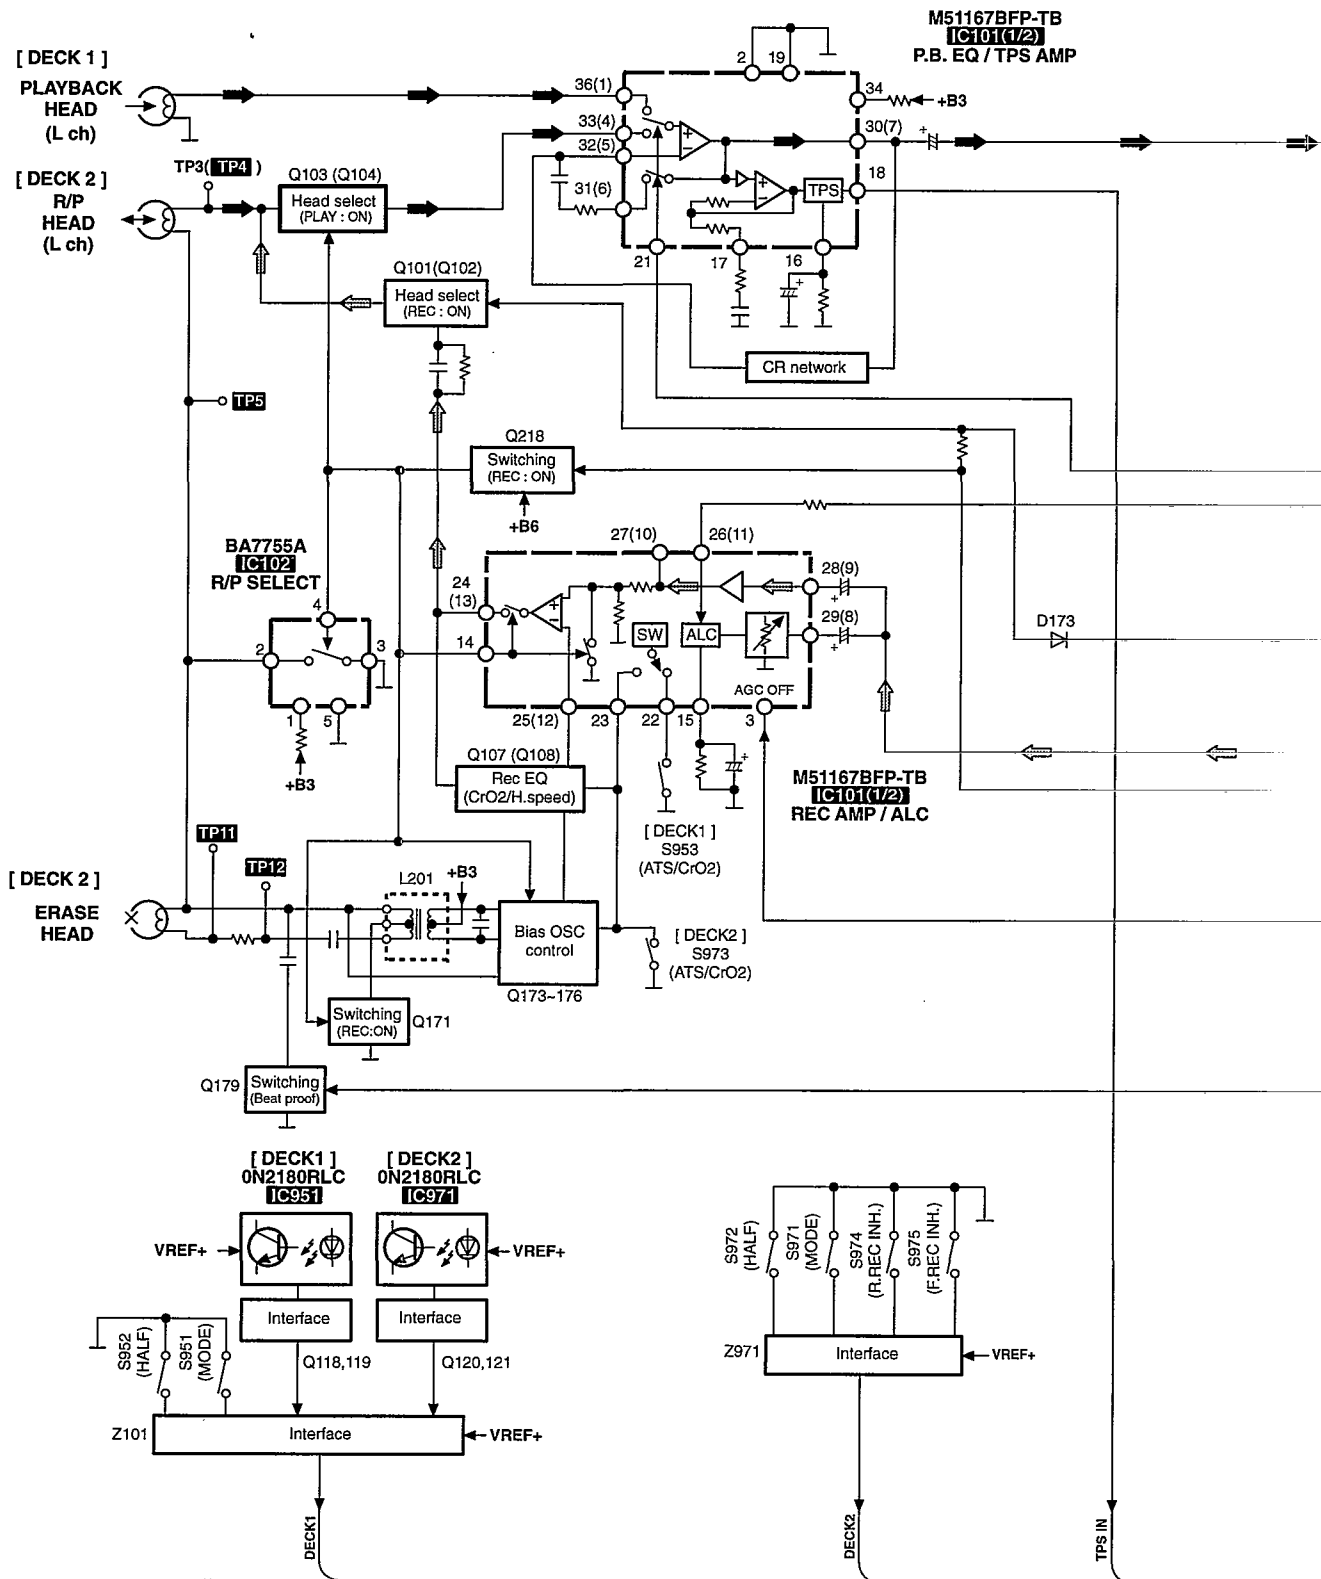 M51167BFP-TB
IC101(1/2)
P.B. EQ / TPS AMP
[ DECK 1 ]
PLAYBACK
HEAD
(L ch)
2
19
36(1)
34
+B3
33(4)
30(7)
+
32(5)
+
−
[ DECK 2 ]
R/P
HEAD
(L ch)
TP3( TP4 )
Q103 (Q104)
Head select
(PLAY : ON)
31(6)
+
−
TPS
18
21
17
16
+
Q101(Q102)
Head select
(REC : ON)
CR network
TP5
Q218
Switching
(REC : ON)
+B6
27(10)
26(11)
BA7755A
IC102
R/P SELECT
24
(13)
28(9)
+
+
−
29(8)
+
D173
4
2
3
14
SW
ALC
AGC OFF
1
5
25(12)
23
22
15
3
+B3
Q107 (Q108)
Rec EQ
(CrO2/H.speed)
+
M51167BFP-TB
IC101(1/2)
REC AMP / ALC
[ DECK1 ]
S953
(ATS/CrO2)
TP11
TP12
[ DECK 2 ]
ERASE
HEAD
L201
+B3
Bias OSC
control
Q173~176
[ DECK2 ]
S973
(ATS/CrO2)
Switching
(REC:ON)
Q171
Q179
Switching
(Beat proof)
[ DECK1 ]
0N2180RLC
IC951
[ DECK2 ]
0N2180RLC
IC971
VREF+
VREF+
S972
(HALF)
S971
(MODE)
S974
(R.REC INH.)
S975
(F.REC INH.)
Interface
Interface
S952
(HALF)
S951
(MODE)
Q118,119
Q120,121
Z971
Interface
VREF+
Z101
Interface
VREF+
DECK1
DECK2
TPS IN